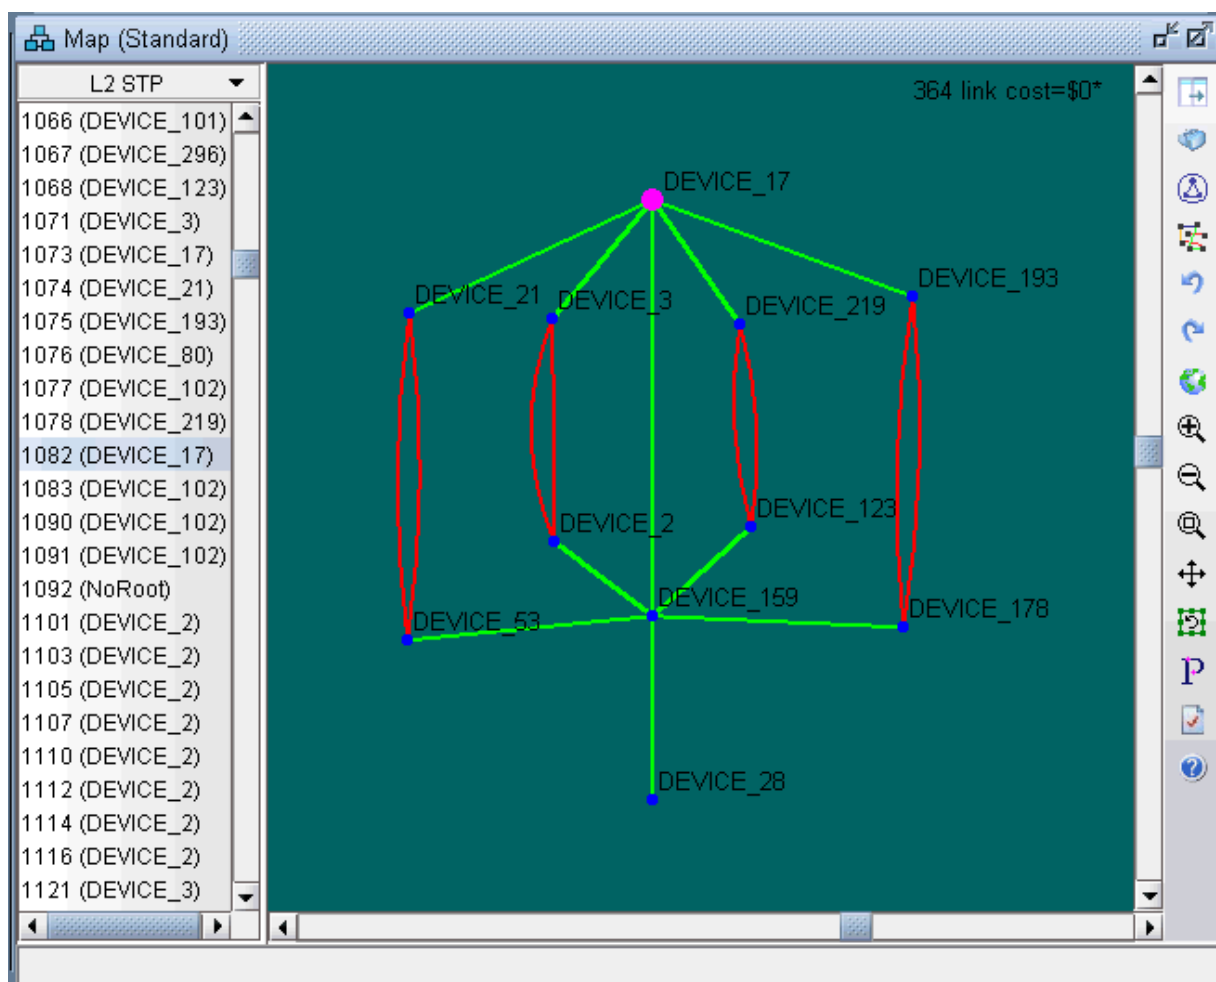 Map (Standard)
L2 STP
1066 (DEVICE_101)
1067 (DEVICE_296)
1068 (DEVICE_123)
1071 (DEVICE_3)
1073 (DEVICE_17)
1074 (DEVICE_21)
1075 (DEVICE_193)
1076 (DEVICE_80)
1077 (DEVICE_102)
1078 (DEVICE_219)
1082 (DEVICE_17)
1083 (DEVICE_102)
1090 (DEVICE_102)
1091 (DEVICE_102)
1092 (NoRoot)
1101 (DEVICE_2)
1103 (DEVICE_2)
1105 (DEVICE_2)
1107 (DEVICE_2)
1110 (DEVICE_2)
1112 (DEVICE_2)
1114 (DEVICE_2)
1116 (DEVICE_2)
1121 (DEVICE_3)
364 link cost=$0*
DEVICE_17
DEVICE_21
DEVICE_3
DEVICE_219
DEVICE_193
DEVICE_2
DEVICE_123
DEVICE_53
DEVICE_159
DEVICE_178
DEVICE_28